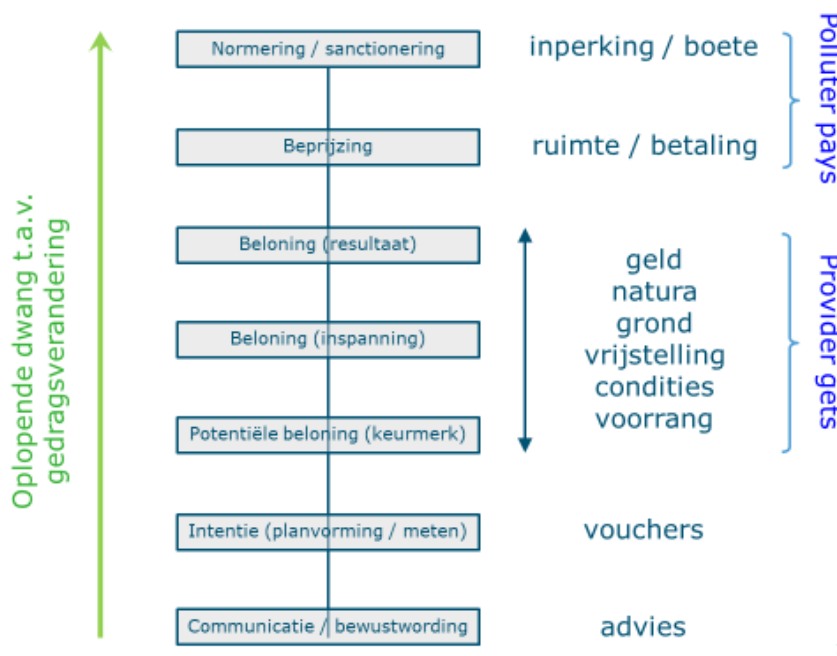 Normering / sanctionering
inperking / boete
Polluter pays
Beprijzing
ruimte / betaling
Oplopende dwang t.a.v.
gedragsverandering
Beloning (resultaat)
Beloning (inspanning)
Potentiële beloning (keurmerk)
geld
natura
grond
vrijstelling
condities
voorrang
Provider gets
Intentie (planvorming / meten)
vouchers
Communicatie / bewustwording
advies